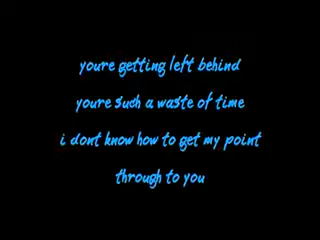 youre getting left behind
youre such a waste of time
i dont know how to get my point
through to you